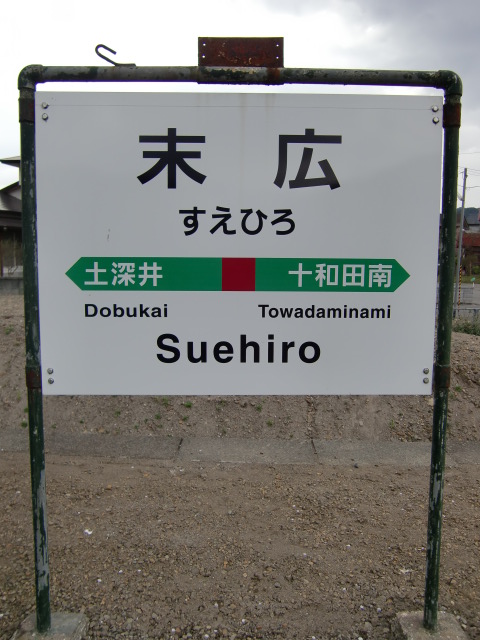 末広
すえひろ
土深井 十和田南
Dobukai Towadaminami
Suehiro